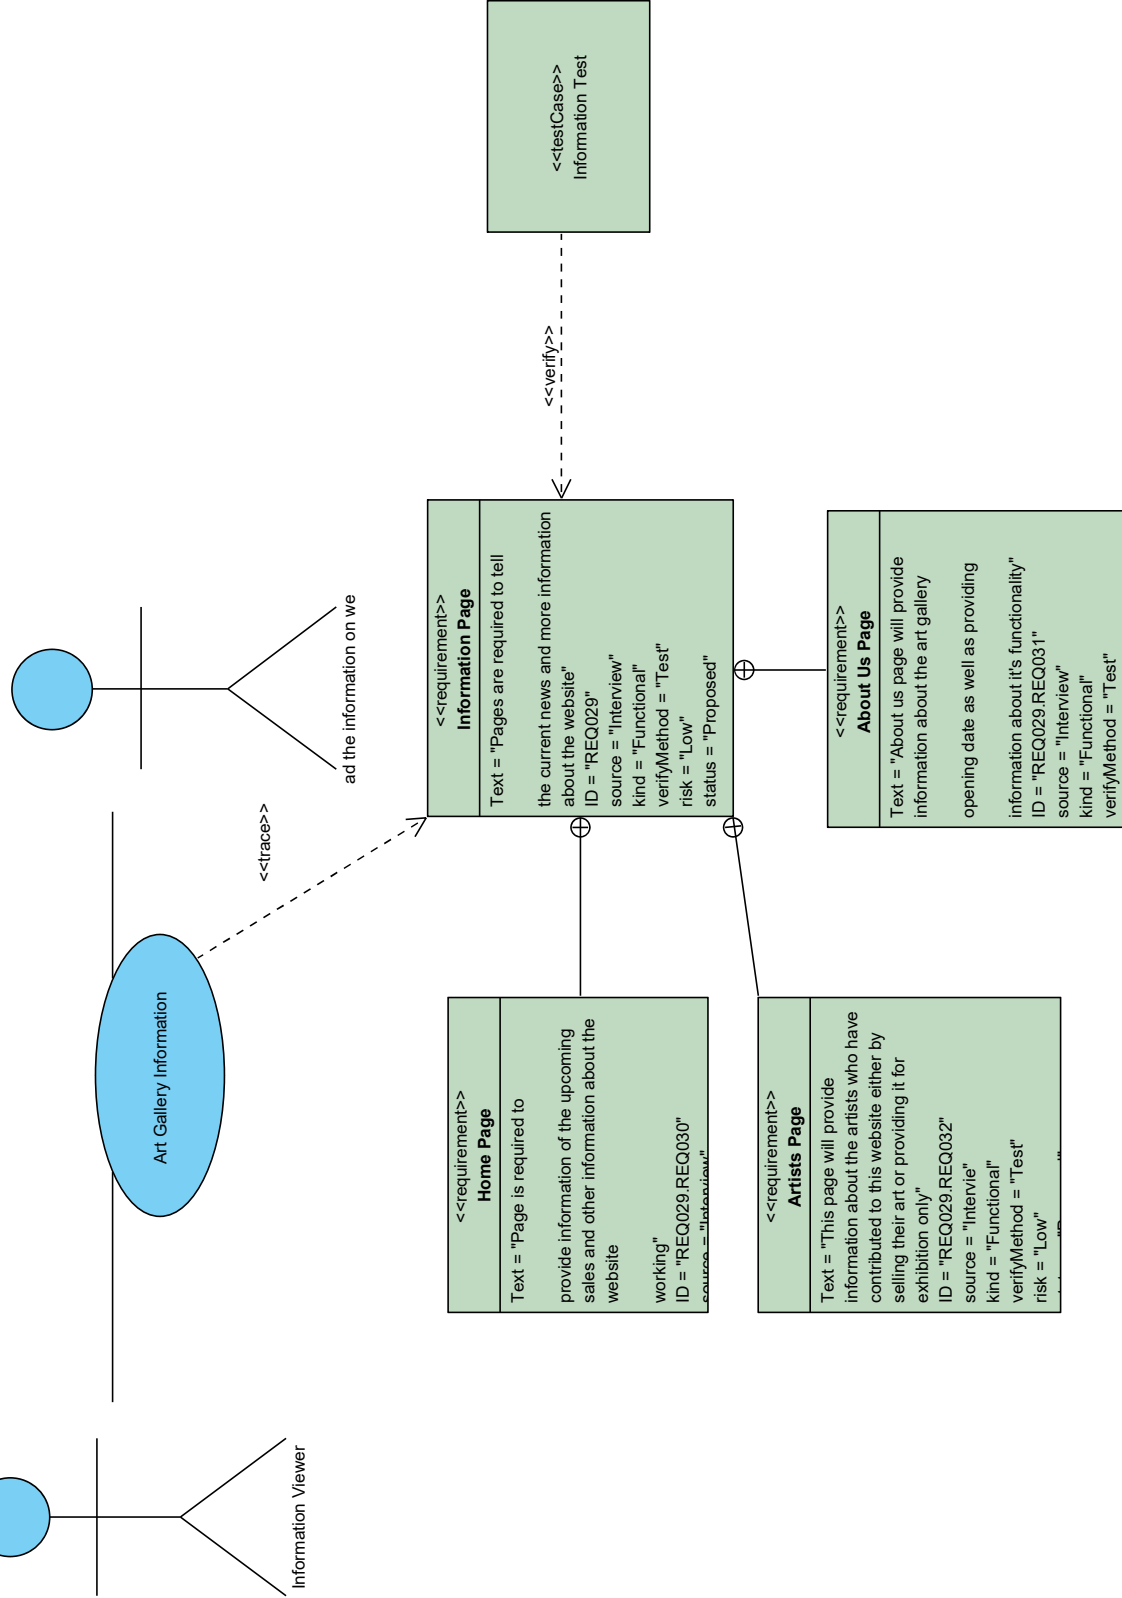 Information Viewer
Art Gallery Information
<<trace>>
ad the information on we
<<requirement>>
Information Page
Text = "Pages are required to tell
the current news and more information
about the website"
ID = "REQ029"
source = "Interview"
kind = "Functional"
verifyMethod = "Test"
risk = "Low"
status = "Proposed"
<<verify>>
<<testCase>>
Information Test
<<requirement>>
Home Page
Text = "Page is required to
provide information of the upcoming
sales and other information about the
website
working"
ID = "REQ029.REQ030"
source = "Interview"
<<requirement>>
Artists Page
Text = "This page will provide
information about the artists who have
contributed to this website either by
selling their art or providing it for
exhibition only"
ID = "REQ029.REQ032"
source = "Intervie"
kind = "Functional"
verifyMethod = "Test"
risk = "Low"
<<requirement>>
About Us Page
Text = "About us page will provide
information about the art gallery
opening date as well as providing
information about it's functionality"
ID = "REQ029.REQ031"
source = "Interview"
kind = "Functional"
verifyMethod = "Test"